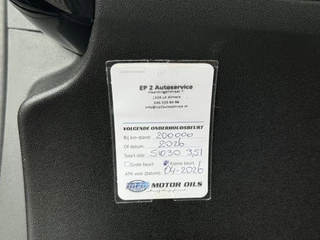 EP 2 Autoservice
VOLGENDE ONDERHOUDSBEURT
Bij km-stand: 200000
Of datum: 2026
Soort olie: 5W30 3,5l
Grote beurt Kleine beurt
APK voor (datum): 04-2026
MOTOR OILS